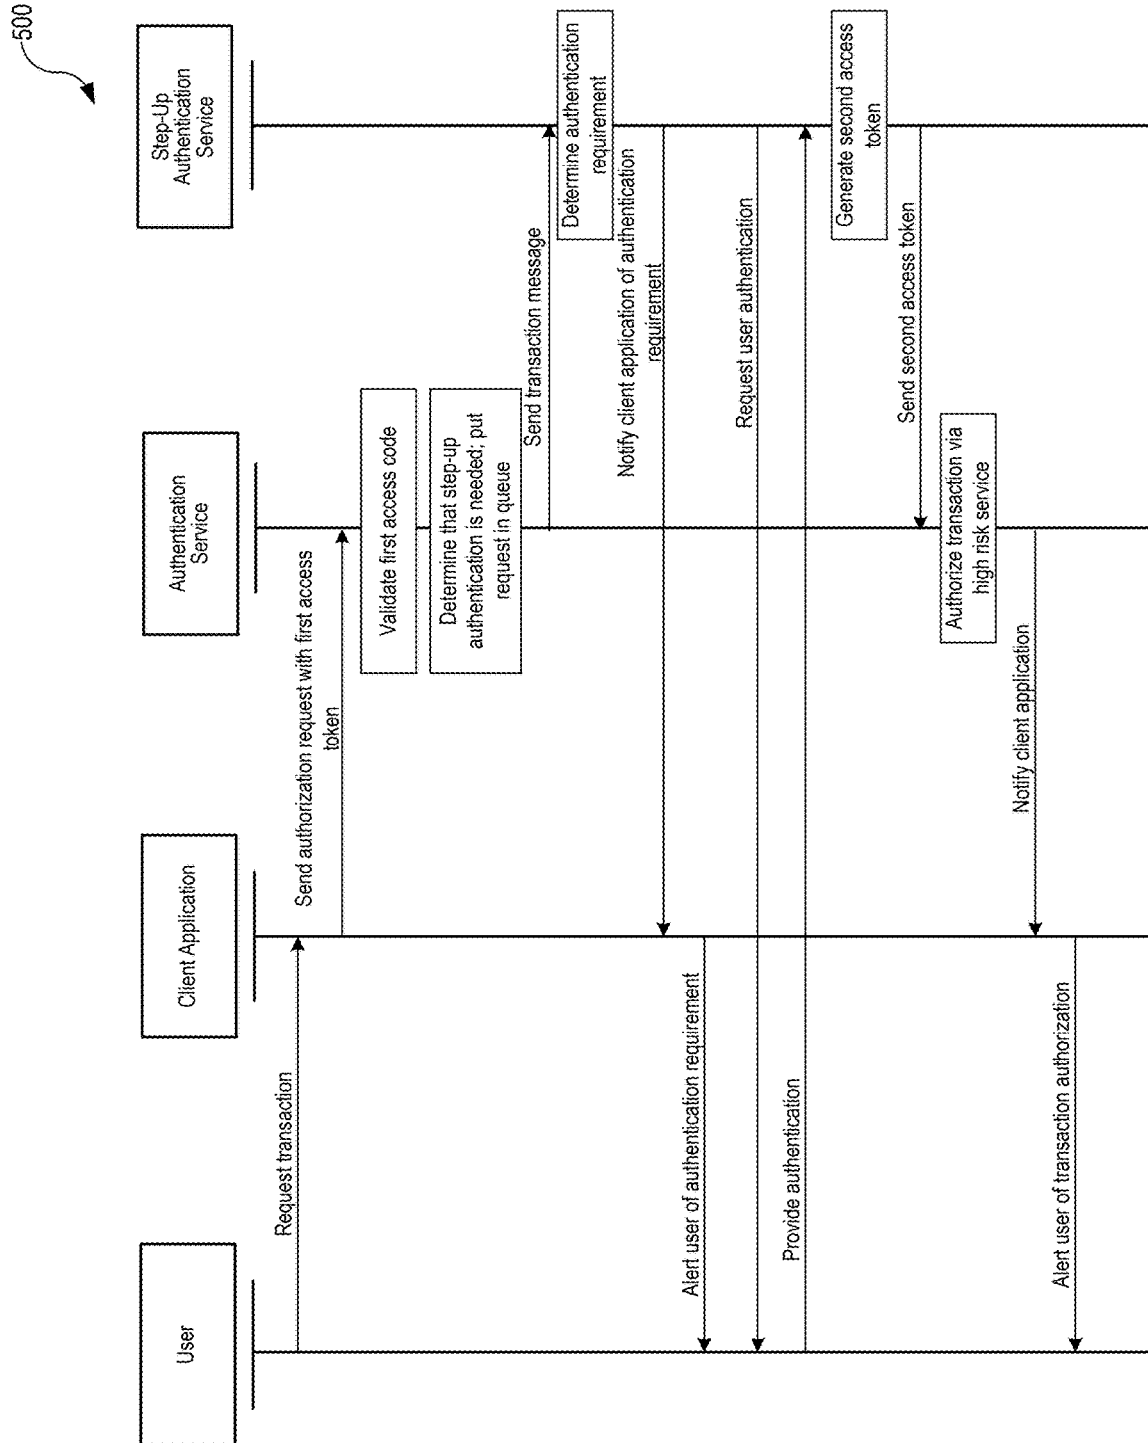 500
User
Client Application
Authentication
Service
Step-Up
Authentication
Service
Request transaction
Send authorization request with first access
token
Validate first access code
Determine that step-up
authentication is needed; put
request in queue
Send transaction message
Determine authentication
requirement
Notify client application of authentication
requirement
Alert user of authentication requirement
Request user authentication
Provide authentication
Generate second access
token
Send second access token
Authorize transaction via
high risk service
Notify client application
Alert user of transaction authorization